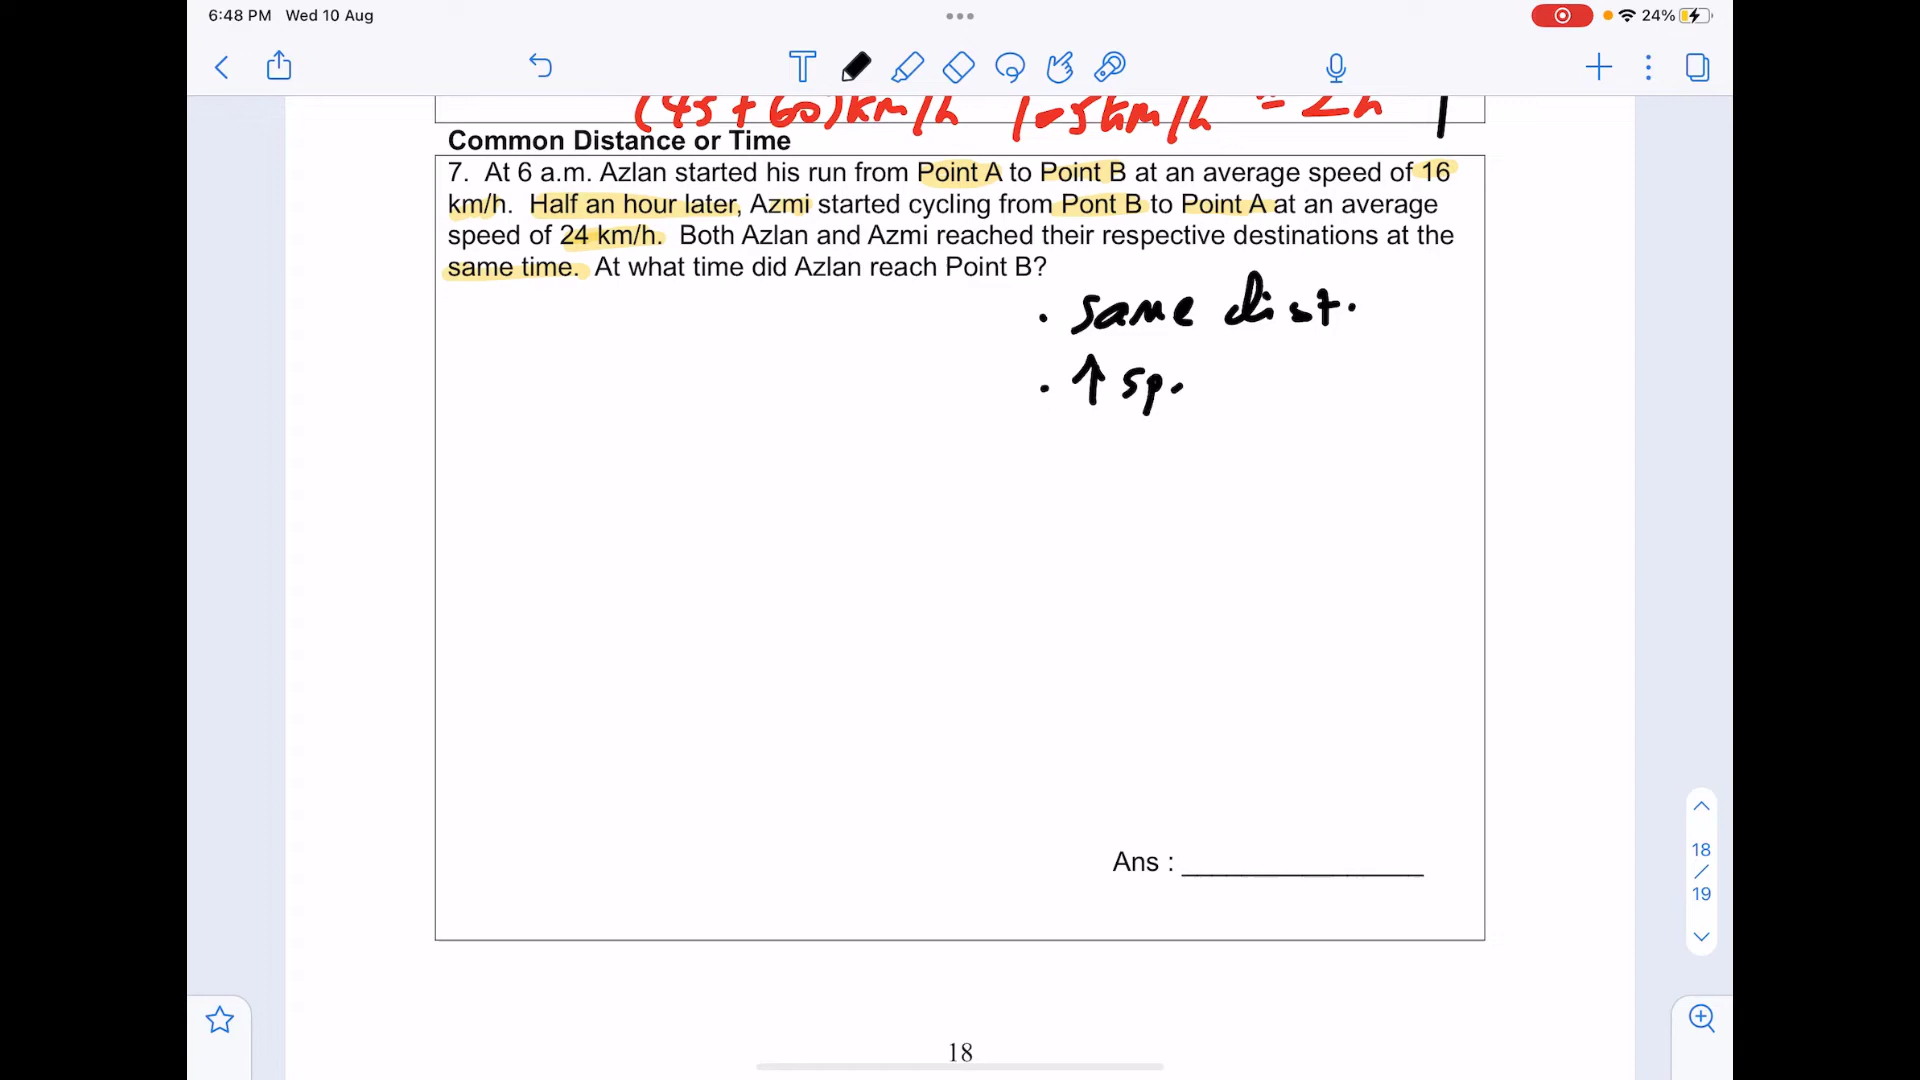 6:48 PM Wed 10 Aug
24%
(45 + 60) km/h 105km/h = 2h
Common Distance or Time
7. At 6 a.m. Azlan started his run from Point A to Point B at an average speed of 16
km/h. Half an hour later, Azmi started cycling from Pont B to Point A at an average
speed of 24 km/h. Both Azlan and Azmi reached their respective destinations at the
same time. At what time did Azlan reach Point B?
• same dist.
• ↑ sp.
Ans : ________________
18
/
19
18